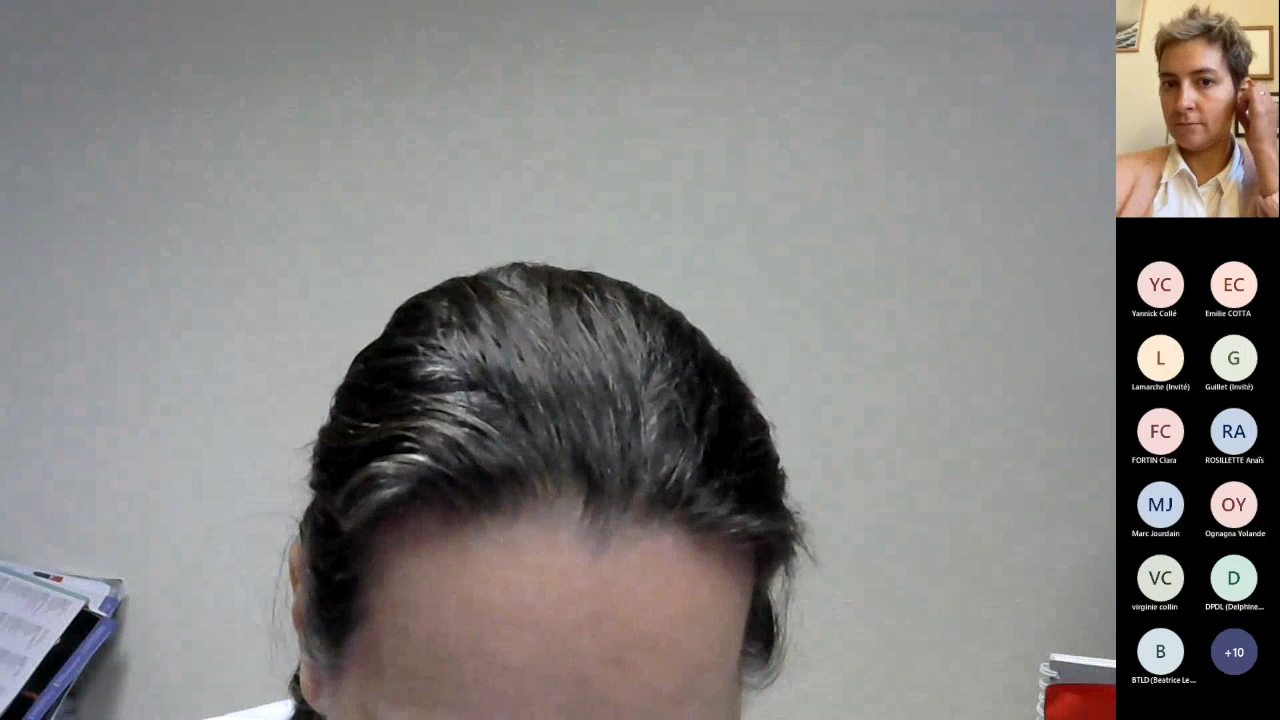 YC EC
Yannick Collé Emilie COTTA
L G
Lamarche (Invité) Guillet (Invité)
FC RA
FORTIN Clara ROSILLETTE Anaïs
MJ OY
Marc Jourdain Ognagna Yolande
VC D
virginie collin DPDL (Delphine...
B +10
BTLD (Beatrice Le...